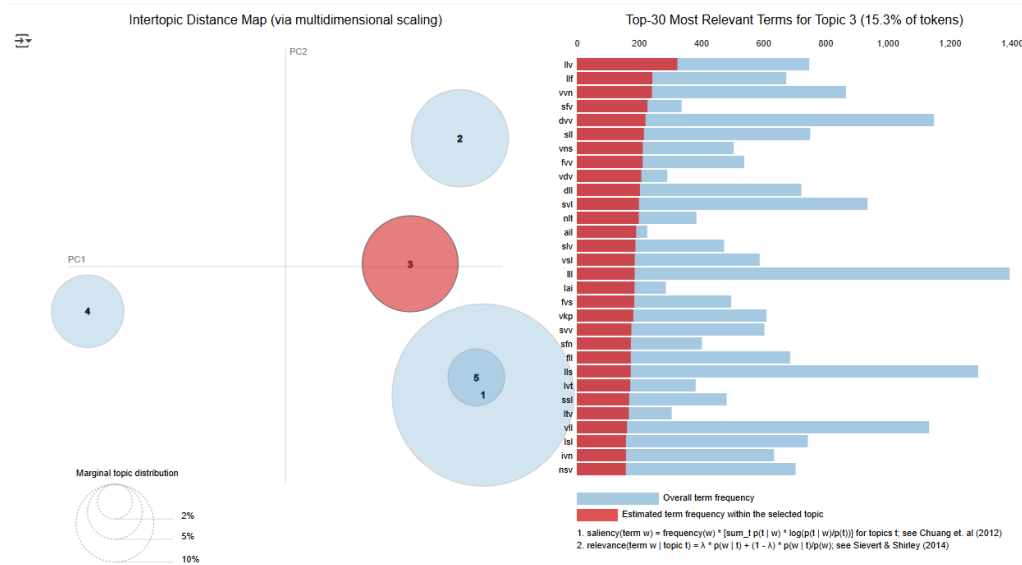 Intertopic Distance Map (via multidimensional scaling)
PC2
PC1
2
3
4
5
1
Marginal topic distribution
2%
5%
10%
Top-30 Most Relevant Terms for Topic 3 (15.3% of tokens)
0 200 400 600 800 1,000 1,200 1,400
llv
llf
vvn
sfv
dvv
sll
vns
fvv
vdv
dll
svl
nlt
ail
slv
vsl
lll
lai
fvs
vkp
svv
sfn
fll
lls
lvt
ssl
ltv
vll
lsl
ivn
nsv
Overall term frequency
Estimated term frequency within the selected topic
1. saliency(term w) = frequency(w) * [sum_t p(t | w) * log(p(t | w)/p(t))] for topics t; see Chuang et. al (2012)
2. relevance(term w | topic t) = λ * p(w | t) + (1 - λ) * p(w | t)/p(w); see Sievert & Shirley (2014)